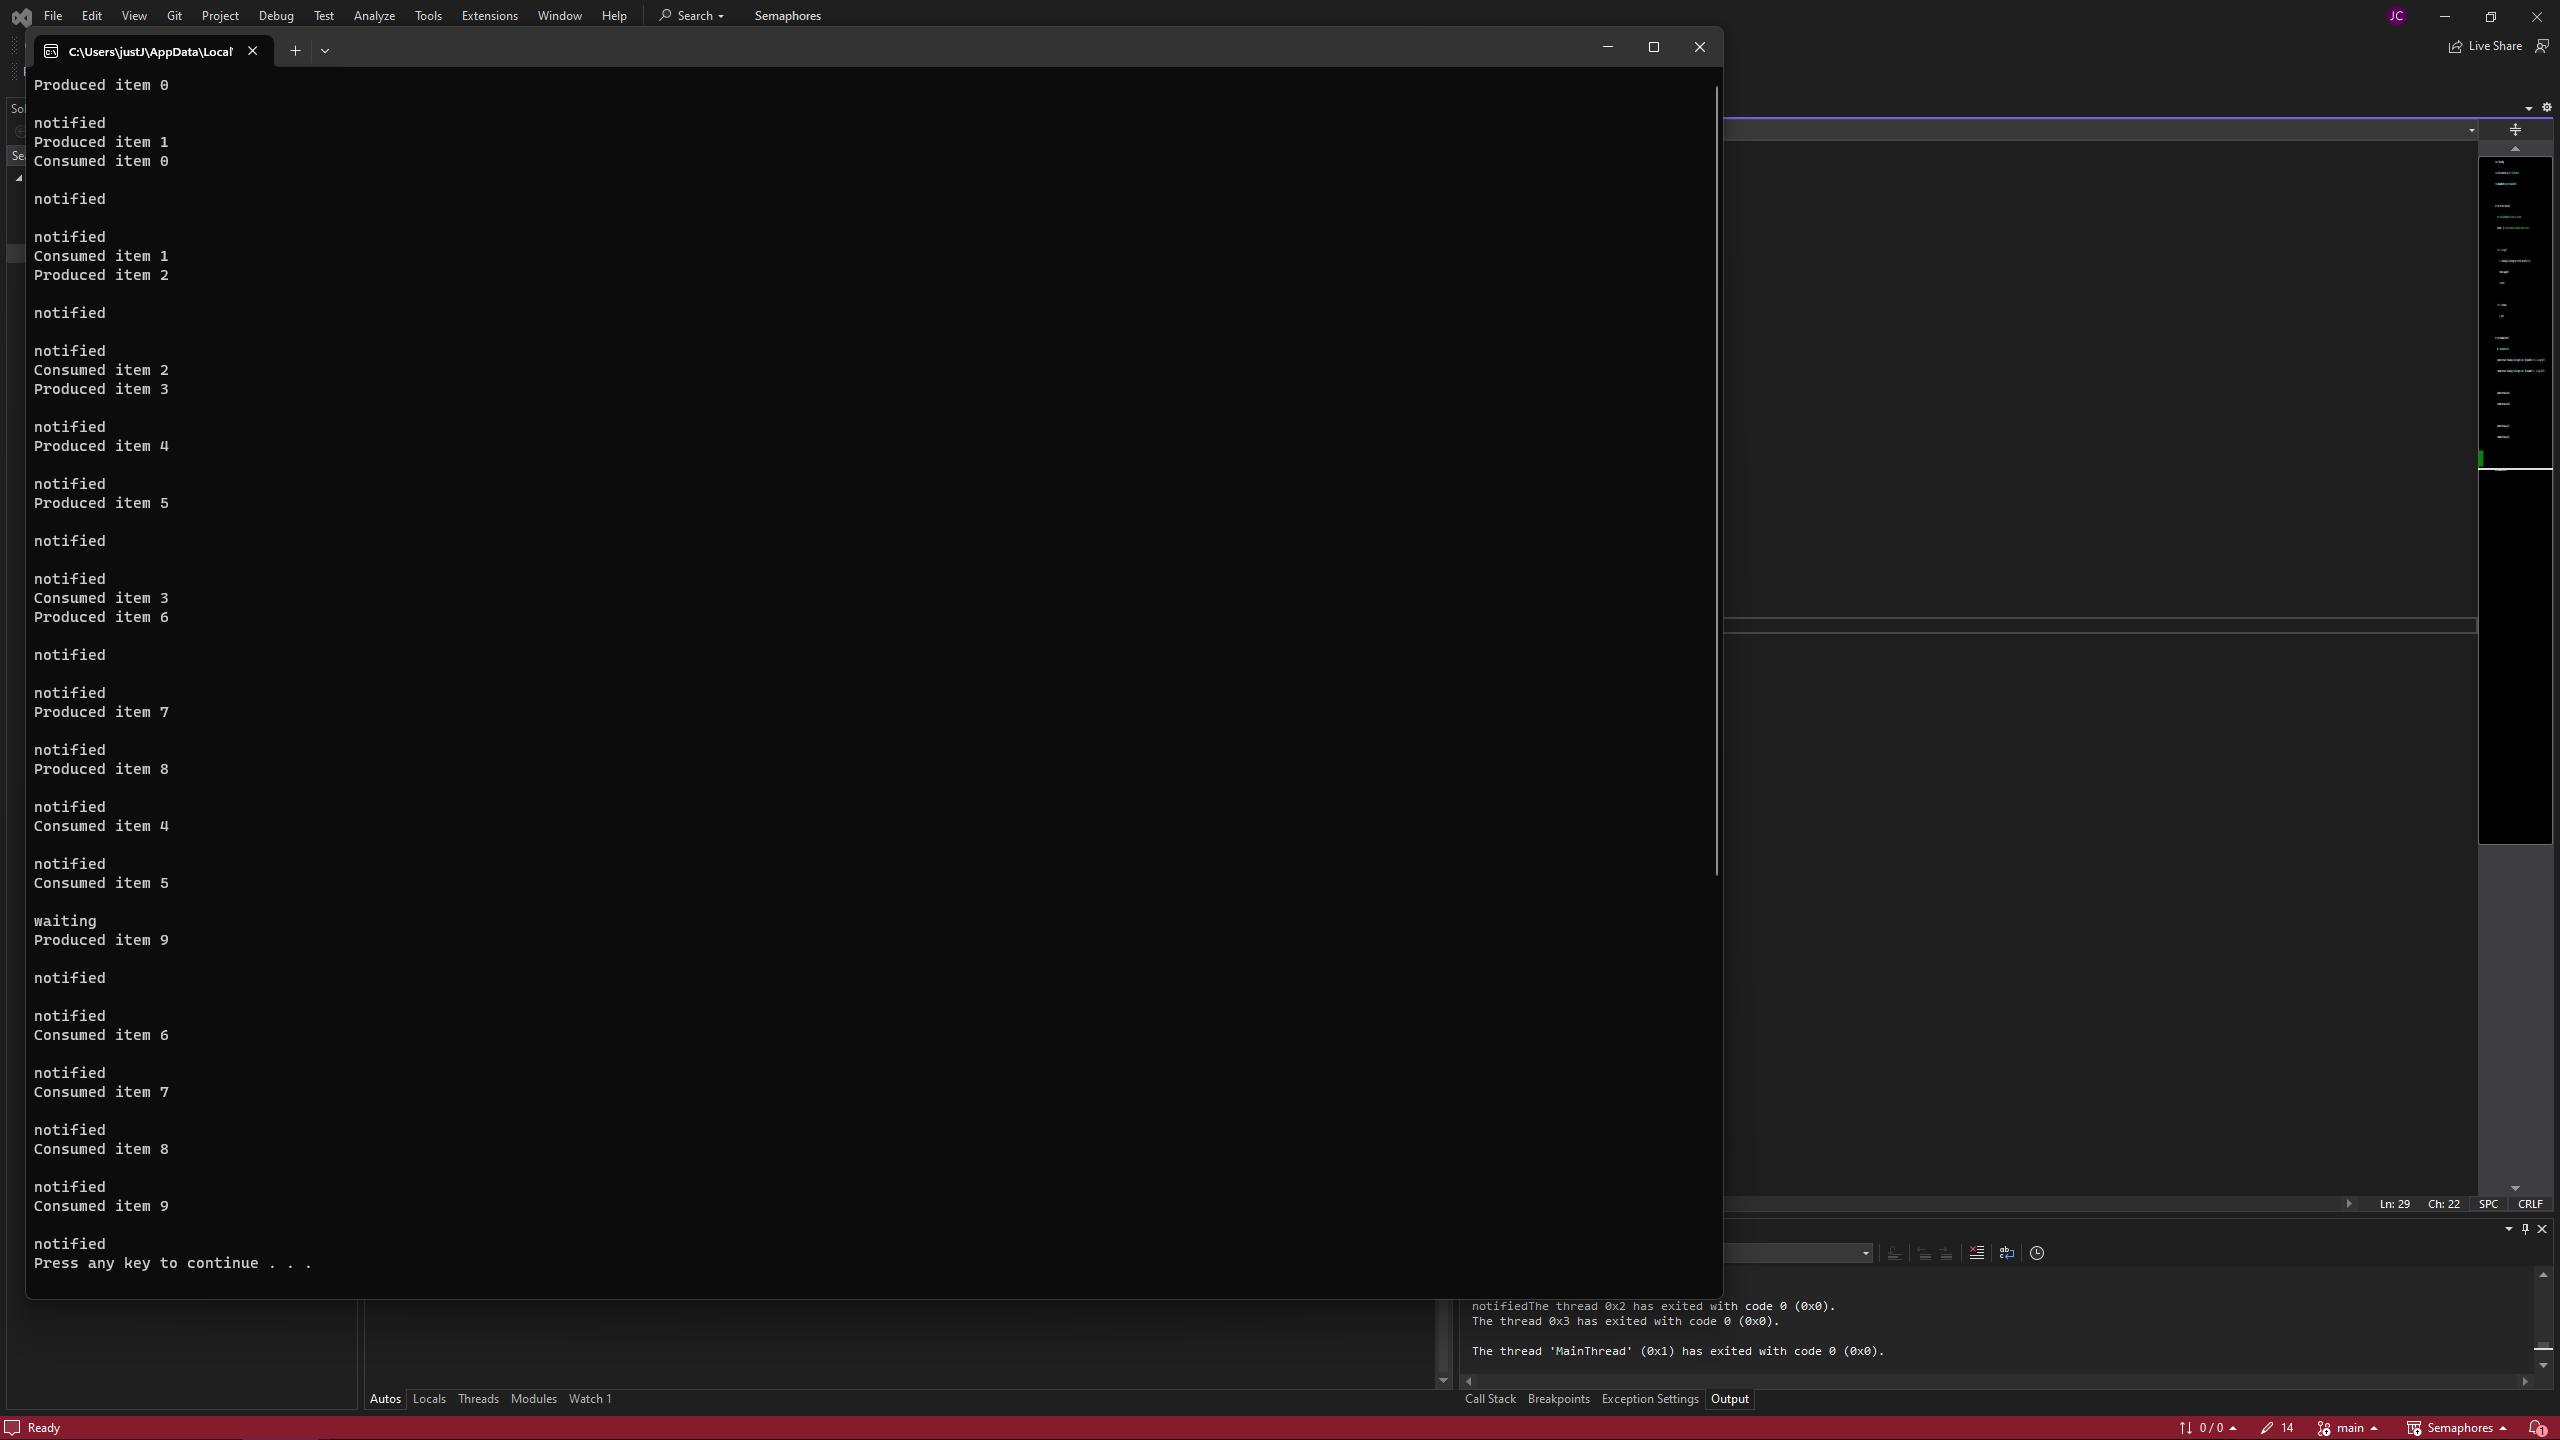 File Edit View Git Project Debug Test Analyze Tools Extensions Window Help Search Semaphores JC
Live Share
C:\Users\justJ\AppData\Local\
Sol
Sea
Produced item 0
notified
Produced item 1
Consumed item 0
notified
notified
Consumed item 1
Produced item 2
notified
notified
Consumed item 2
Produced item 3
notified
Produced item 4
notified
Produced item 5
notified
notified
Consumed item 3
Produced item 6
notified
notified
Produced item 7
notified
Produced item 8
notified
Consumed item 4
notified
Consumed item 5
waiting
Produced item 9
notified
notified
Consumed item 6
notified
Consumed item 7
notified
Consumed item 8
notified
Consumed item 9
notified
Press any key to continue . . .
Ln: 29 Ch: 22 SPC CRLF
notifiedThe thread 0x2 has exited with code 0 (0x0).
The thread 0x3 has exited with code 0 (0x0).
The thread 'MainThread' (0x1) has exited with code 0 (0x0).
Autos Locals Threads Modules Watch 1
Call Stack Breakpoints Exception Settings Output
Ready 0 / 0 14 main Semaphores 1